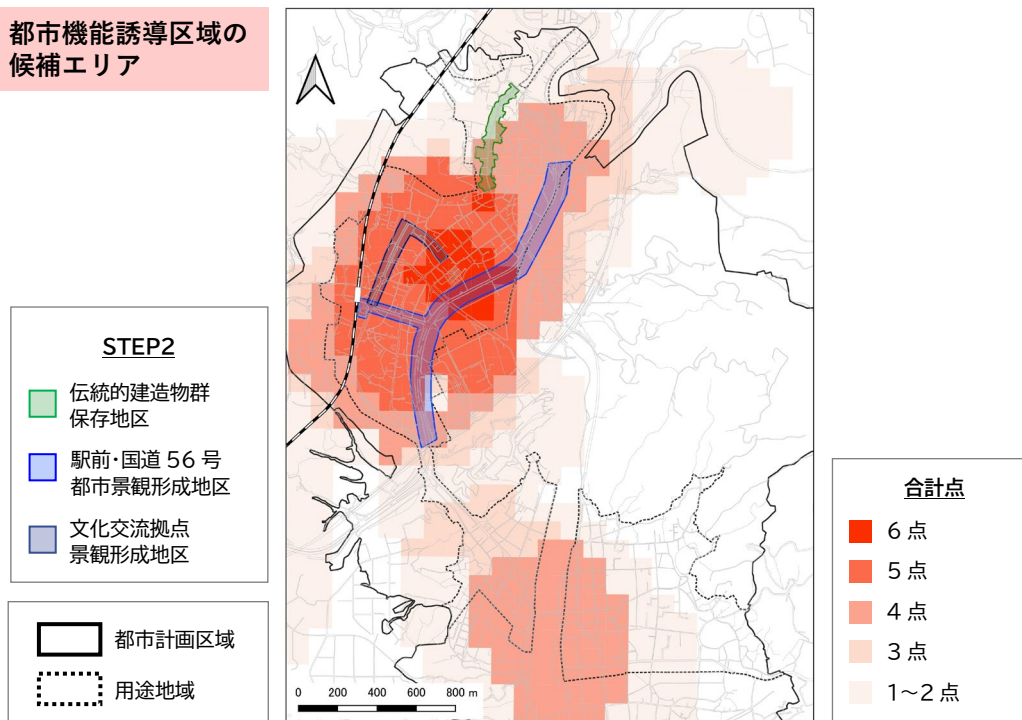 都市機能誘導区域の
候補エリア
STEP2
伝統的建造物群
保存地区
駅前・国道56号
都市景観形成地区
文化交流拠点
景観形成地区
都市計画区域
用途地域
0 200 400 600 800 m
合計点
6点
5点
4点
3点
1～2点